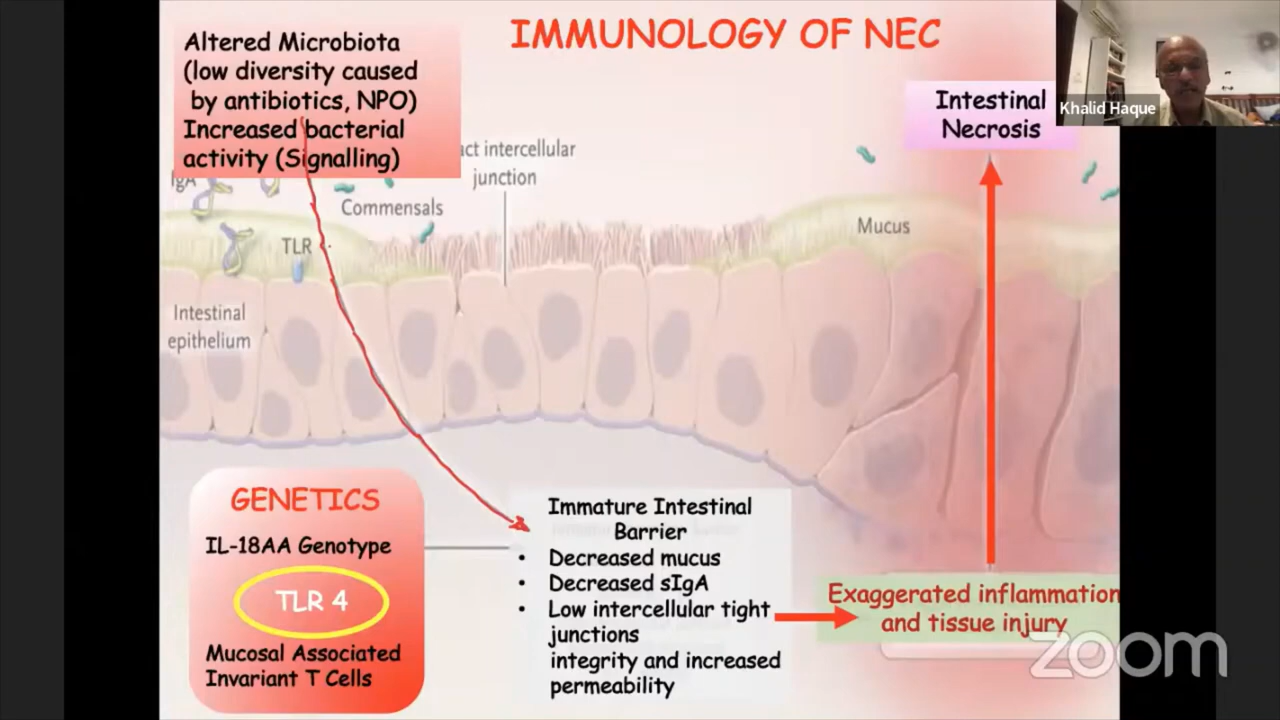 IMMUNOLOGY OF NEC
Altered Microbiota
(low diversity caused
by antibiotics, NPO)
Increased bacterial
activity (Signalling)
Intestinal
Necrosis
Khalid Haque
act intercellular
junction
IgA
Commensals
TLR
Mucus
Intestinal
epithelium
GENETICS
IL-18AA Genotype
TLR 4
Mucosal Associated
Invariant T Cells
Immature Intestinal
Barrier
• Decreased mucus
• Decreased sIgA
• Low intercellular tight
junctions
integrity and increased
permeability
Exaggerated inflammation
and tissue injury
zoom